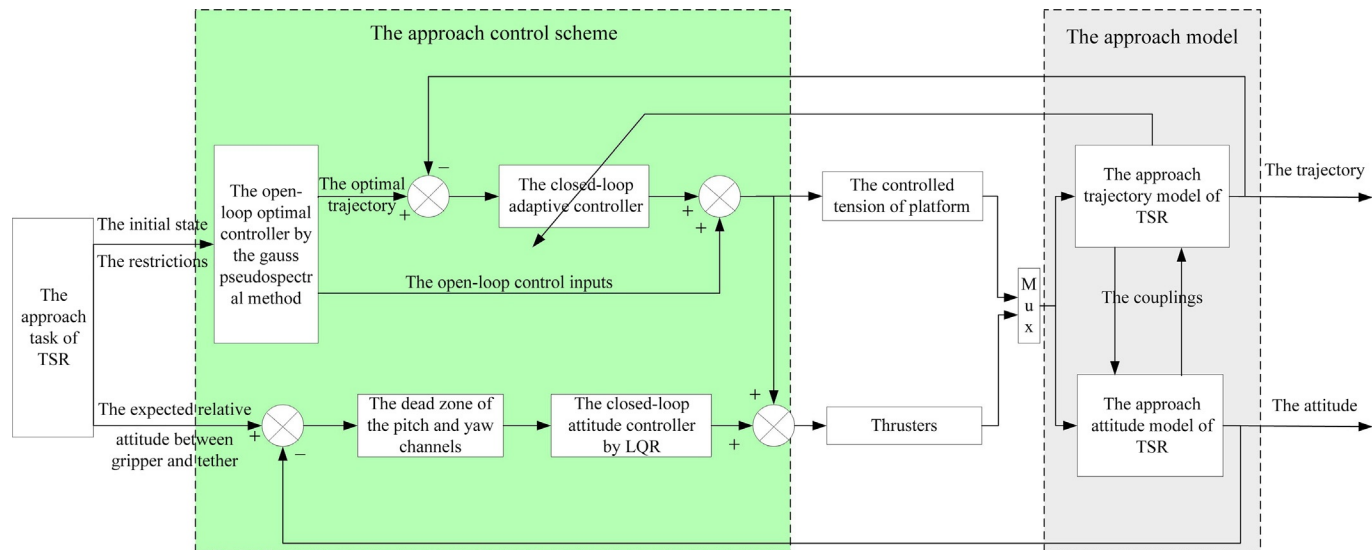 The approach control scheme
The approach model
The
approach
task of
TSR
The initial state
The restrictions
The expected relative
attitude between
gripper and tether
The open-
loop optimal
controller by
the gauss
pseudospectr
al method
The optimal
trajectory
−
+
The closed-loop
adaptive controller
+
+
The open-loop control inputs
The controlled
tension of platform
M
u
x
The approach
trajectory model of
TSR
The trajectory
The couplings
+
−
The dead zone of
the pitch and yaw
channels
The closed-loop
attitude controller
by LQR
+
+
Thrusters
The approach
attitude model of
TSR
The attitude